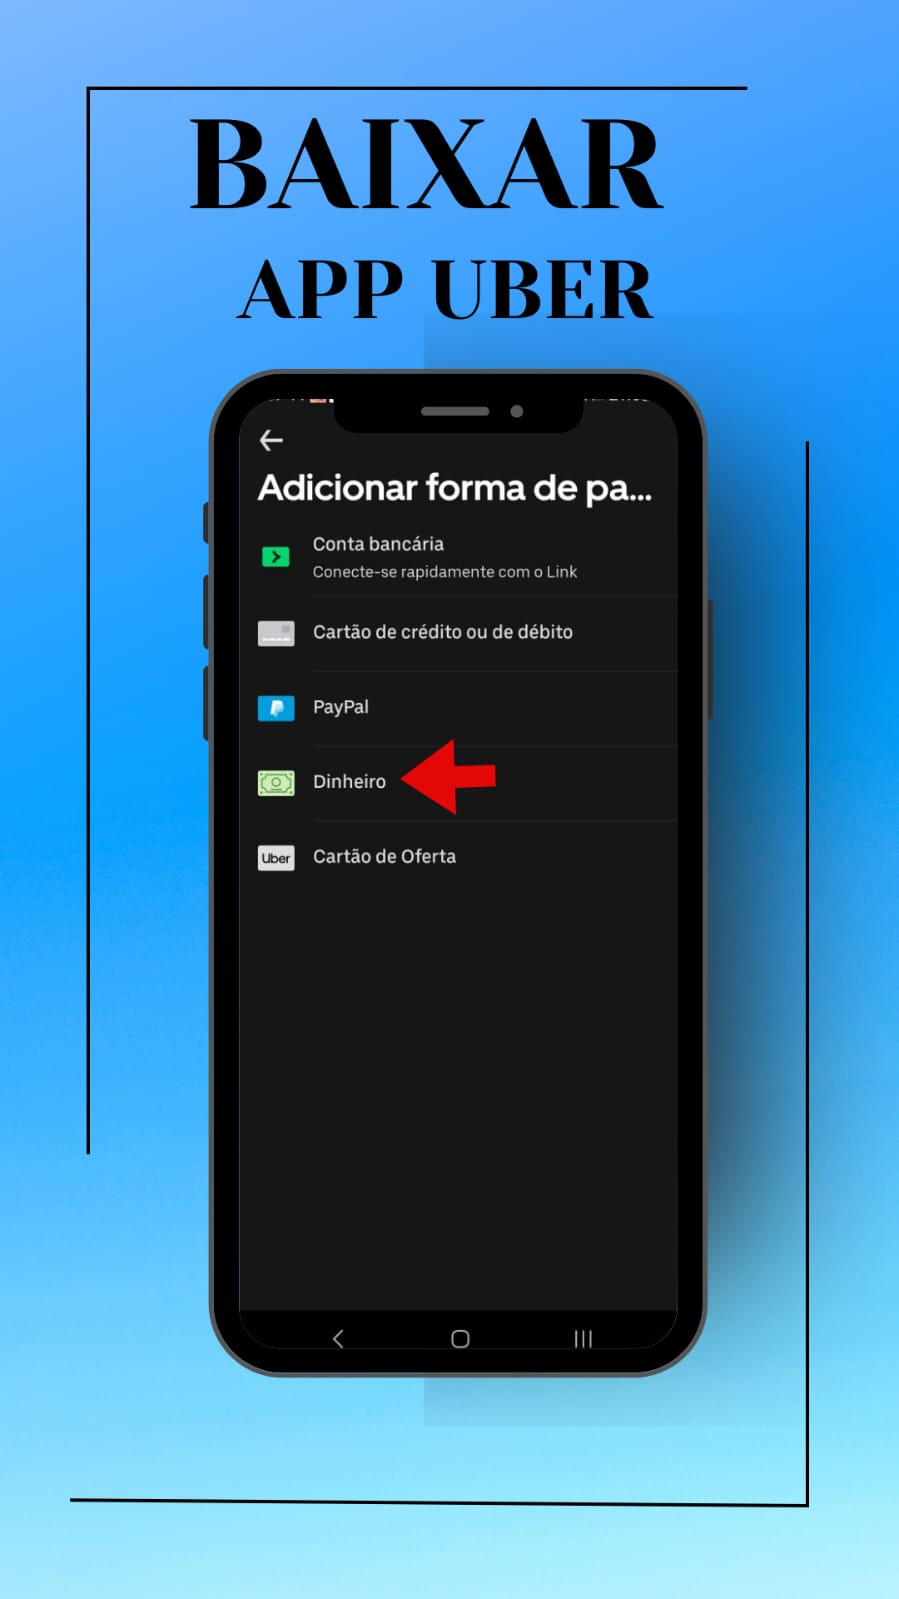 BAIXAR
APP UBER
Adicionar forma de pa...
Conta bancária
Conecte-se rapidamente com o Link
Cartão de crédito ou de débito
PayPal
Dinheiro
Uber
Cartão de Oferta